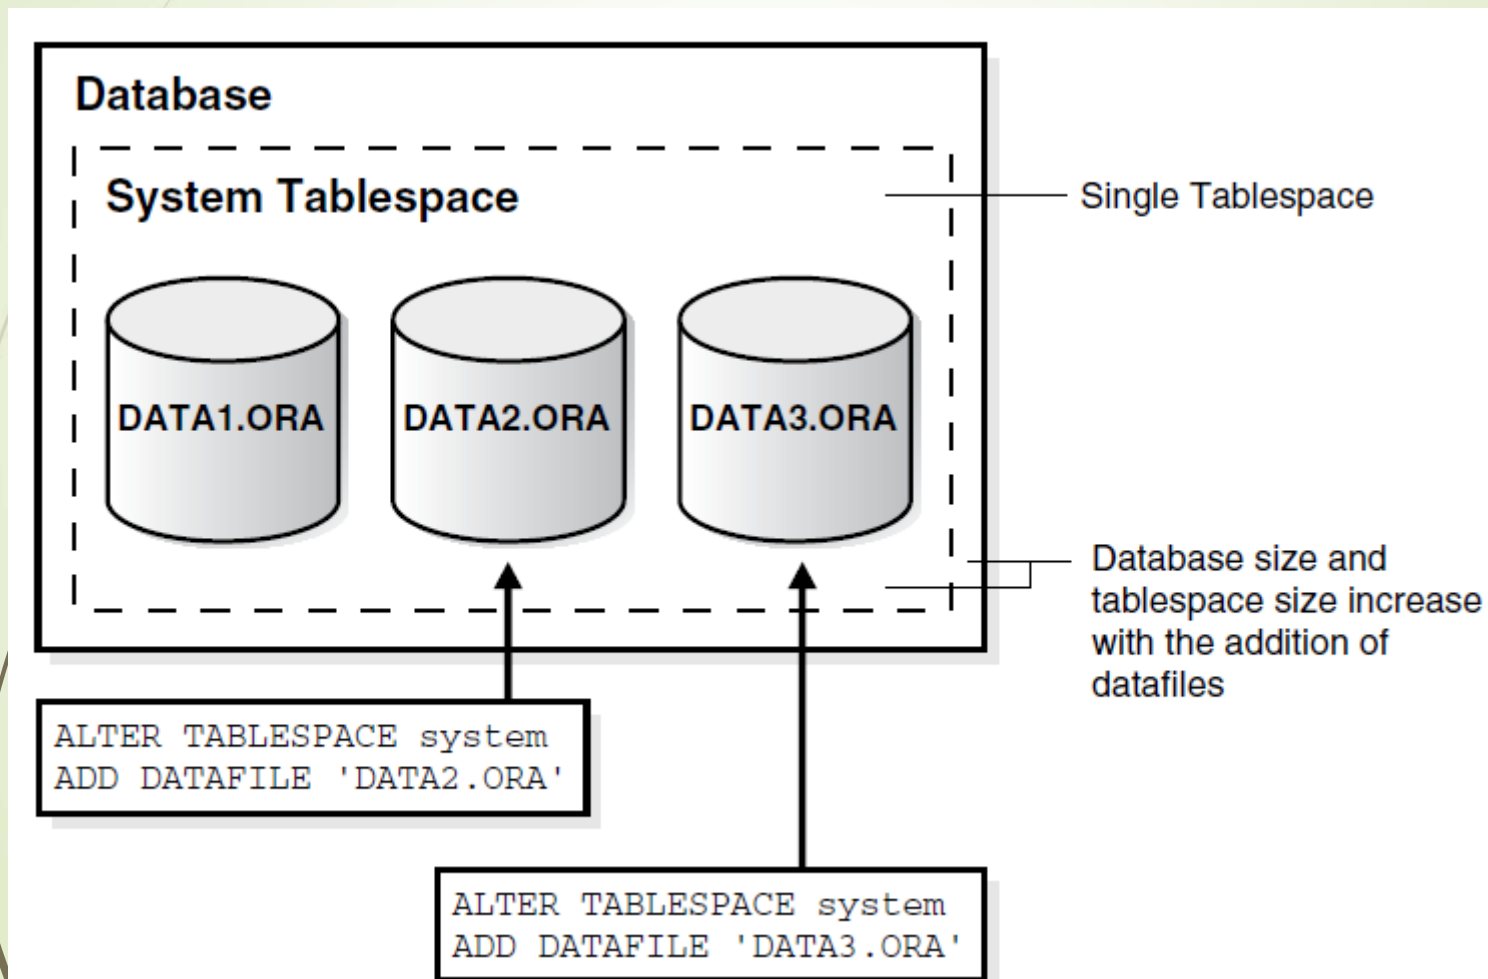 Database
System Tablespace
Single Tablespace
DATA1.ORA
DATA2.ORA
DATA3.ORA
Database size and
tablespace size increase
with the addition of
datafiles
ALTER TABLESPACE system
ADD DATAFILE 'DATA2.ORA'
ALTER TABLESPACE system
ADD DATAFILE 'DATA3.ORA'